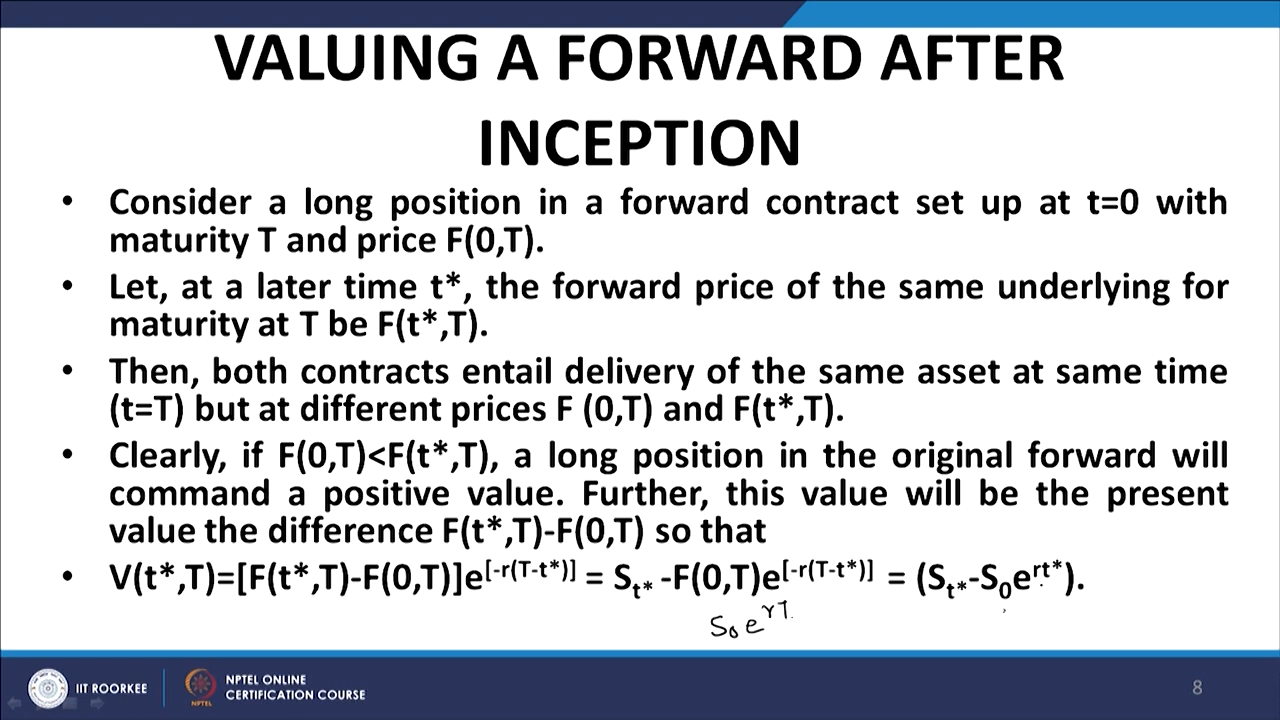 VALUING A FORWARD AFTER
INCEPTION
• Consider a long position in a forward contract set up at t=0 with
maturity T and price F(0,T).
• Let, at a later time t*, the forward price of the same underlying for
maturity at T be F(t*,T).
• Then, both contracts entail delivery of the same asset at same time
(t=T) but at different prices F (0,T) and F(t*,T).
• Clearly, if F(0,T)<F(t*,T), a long position in the original forward will
command a positive value. Further, this value will be the present
value the difference F(t*,T)-F(0,T) so that
• V(t*,T)=[F(t*,T)-F(0,T)]e[-r(T-t*)] = St* -F(0,T)e[-r(T-t*)] = (St*-S0ert*).
S0 erT
IIT ROORKEE
NPTEL
NPTEL ONLINE
CERTIFICATION COURSE
8